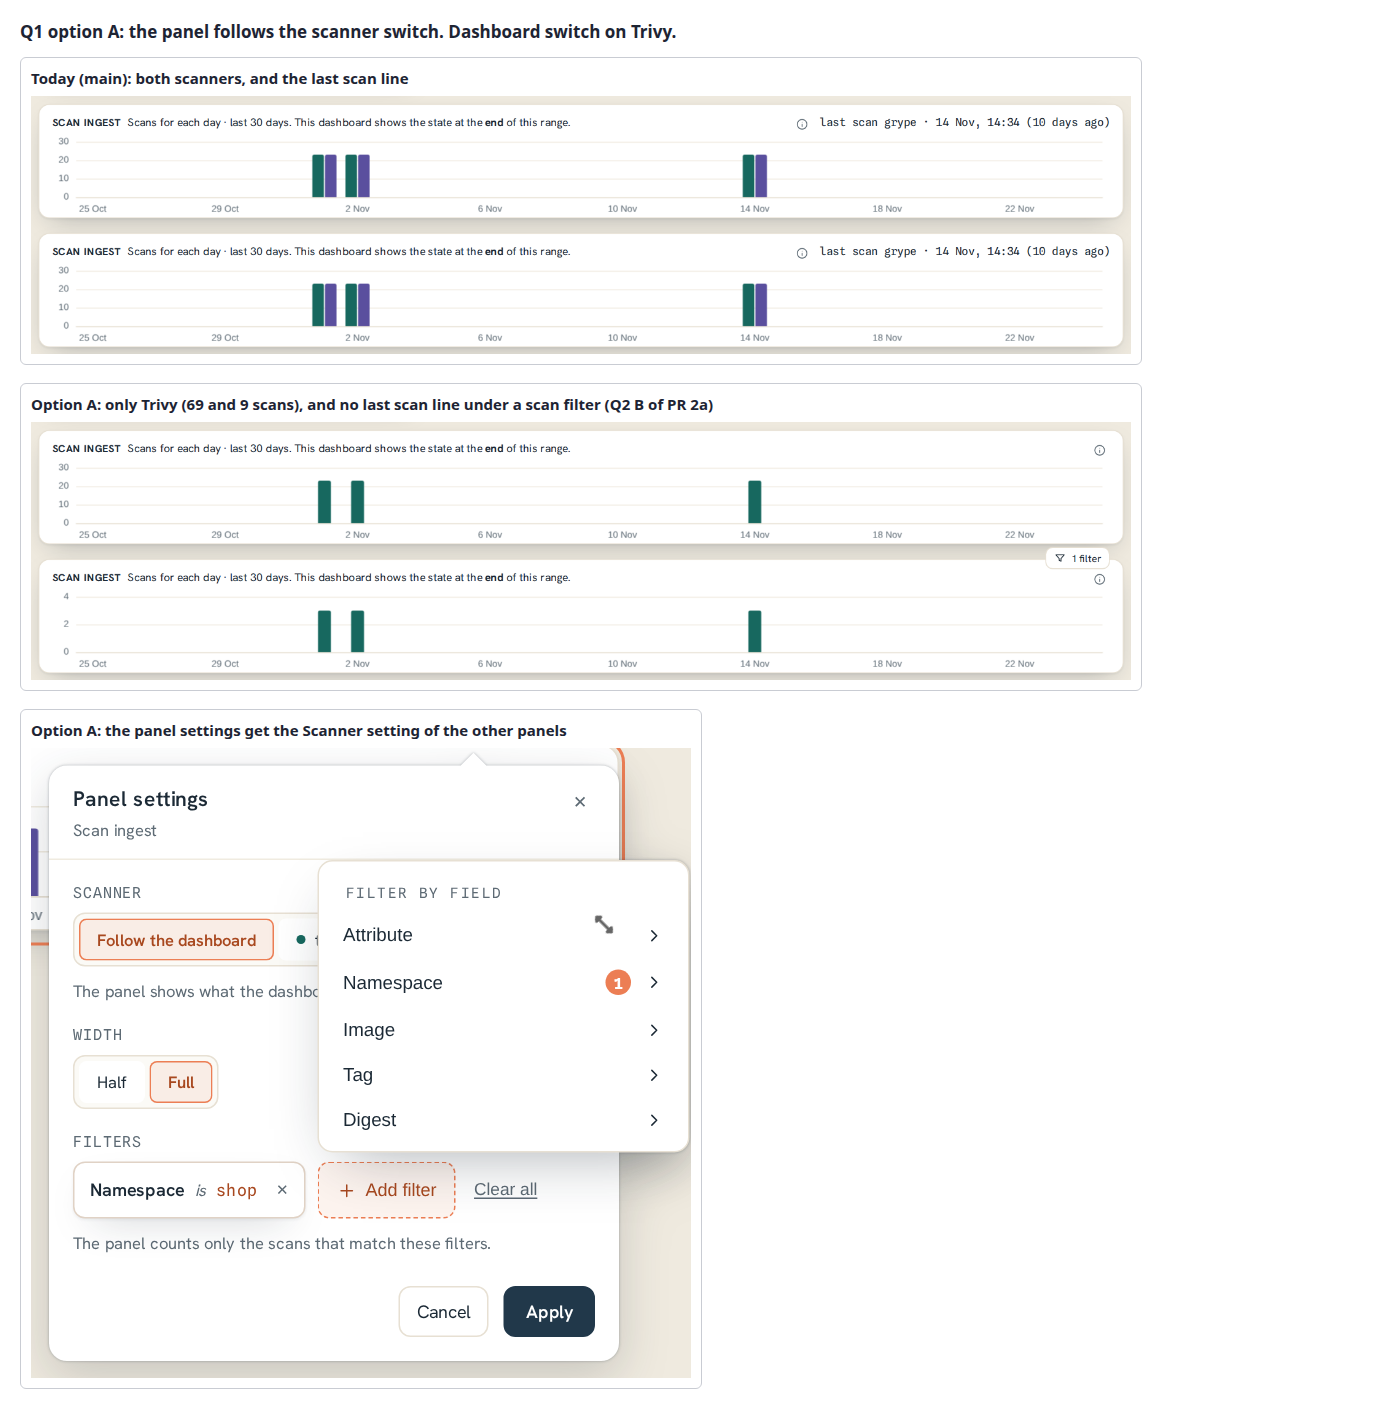 Q1 option A: the panel follows the scanner switch. Dashboard switch on Trivy.
Today (main): both scanners, and the last scan line
SCAN INGEST Scans for each day · last 30 days. This dashboard shows the state at the end of this range.
last scan grype · 14 Nov, 14:34 (10 days ago)
30
20
10
0
25 Oct 29 Oct 2 Nov 6 Nov 10 Nov 14 Nov 18 Nov 22 Nov
SCAN INGEST Scans for each day · last 30 days. This dashboard shows the state at the end of this range.
last scan grype · 14 Nov, 14:34 (10 days ago)
30
20
10
0
25 Oct 29 Oct 2 Nov 6 Nov 10 Nov 14 Nov 18 Nov 22 Nov
Option A: only Trivy (69 and 9 scans), and no last scan line under a scan filter (Q2 B of PR 2a)
SCAN INGEST Scans for each day · last 30 days. This dashboard shows the state at the end of this range.
30
20
10
0
25 Oct 29 Oct 2 Nov 6 Nov 10 Nov 14 Nov 18 Nov 22 Nov
1 filter
SCAN INGEST Scans for each day · last 30 days. This dashboard shows the state at the end of this range.
4
2
0
25 Oct 29 Oct 2 Nov 6 Nov 10 Nov 14 Nov 18 Nov 22 Nov
Option A: the panel settings get the Scanner setting of the other panels
Panel settings
Scan ingest
SCANNER
Follow the dashboard
The panel shows what the
WIDTH
Half Full
FILTER BY FIELD
Attribute
Namespace 1
Image
Tag
Digest
FILTERS
Namespace is shop × + Add filter Clear all
The panel counts only the scans that match these filters.
Cancel Apply